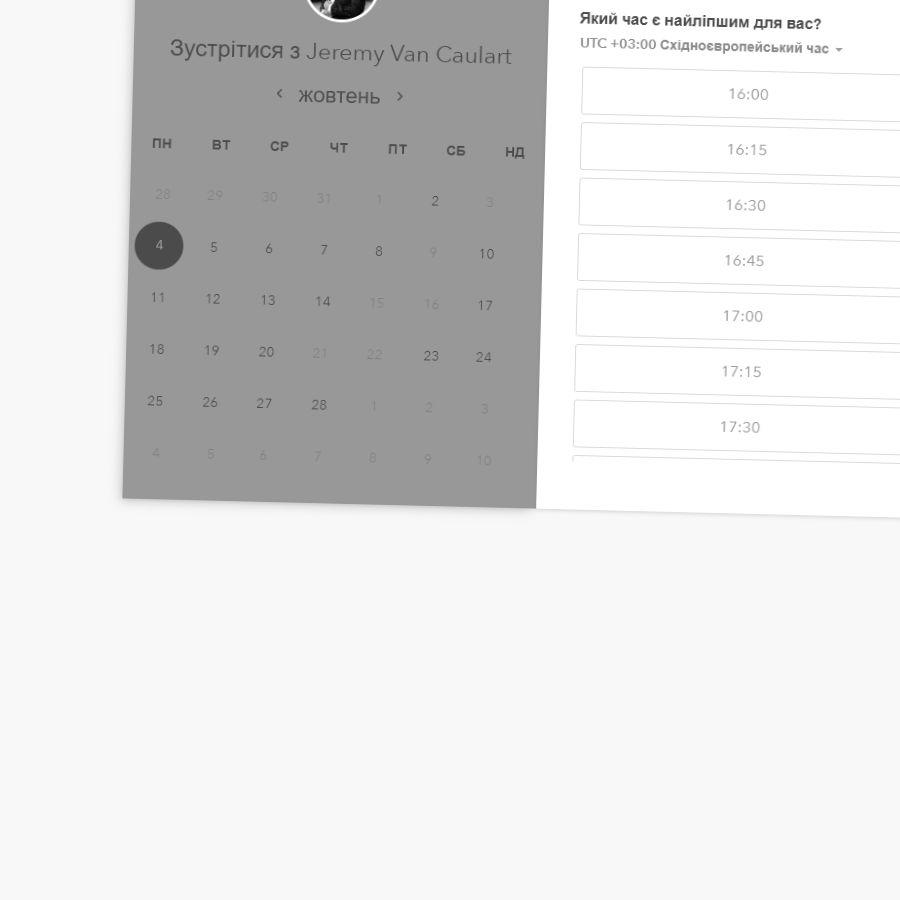 Зустрітися з Jeremy Van Caulart
‹ жовтень ›
ПН ВТ СР ЧТ ПТ СБ НД
28 29 30 31 1 2 3
4 5 6 7 8 9 10
11 12 13 14 15 16 17
18 19 20 21 22 23 24
25 26 27 28 1 2 3
4 5 6 7 8 9 10
Який час є найліпшим для вас?
UTC +03:00 Східноєвропейський час
16:00
16:15
16:30
16:45
17:00
17:15
17:30